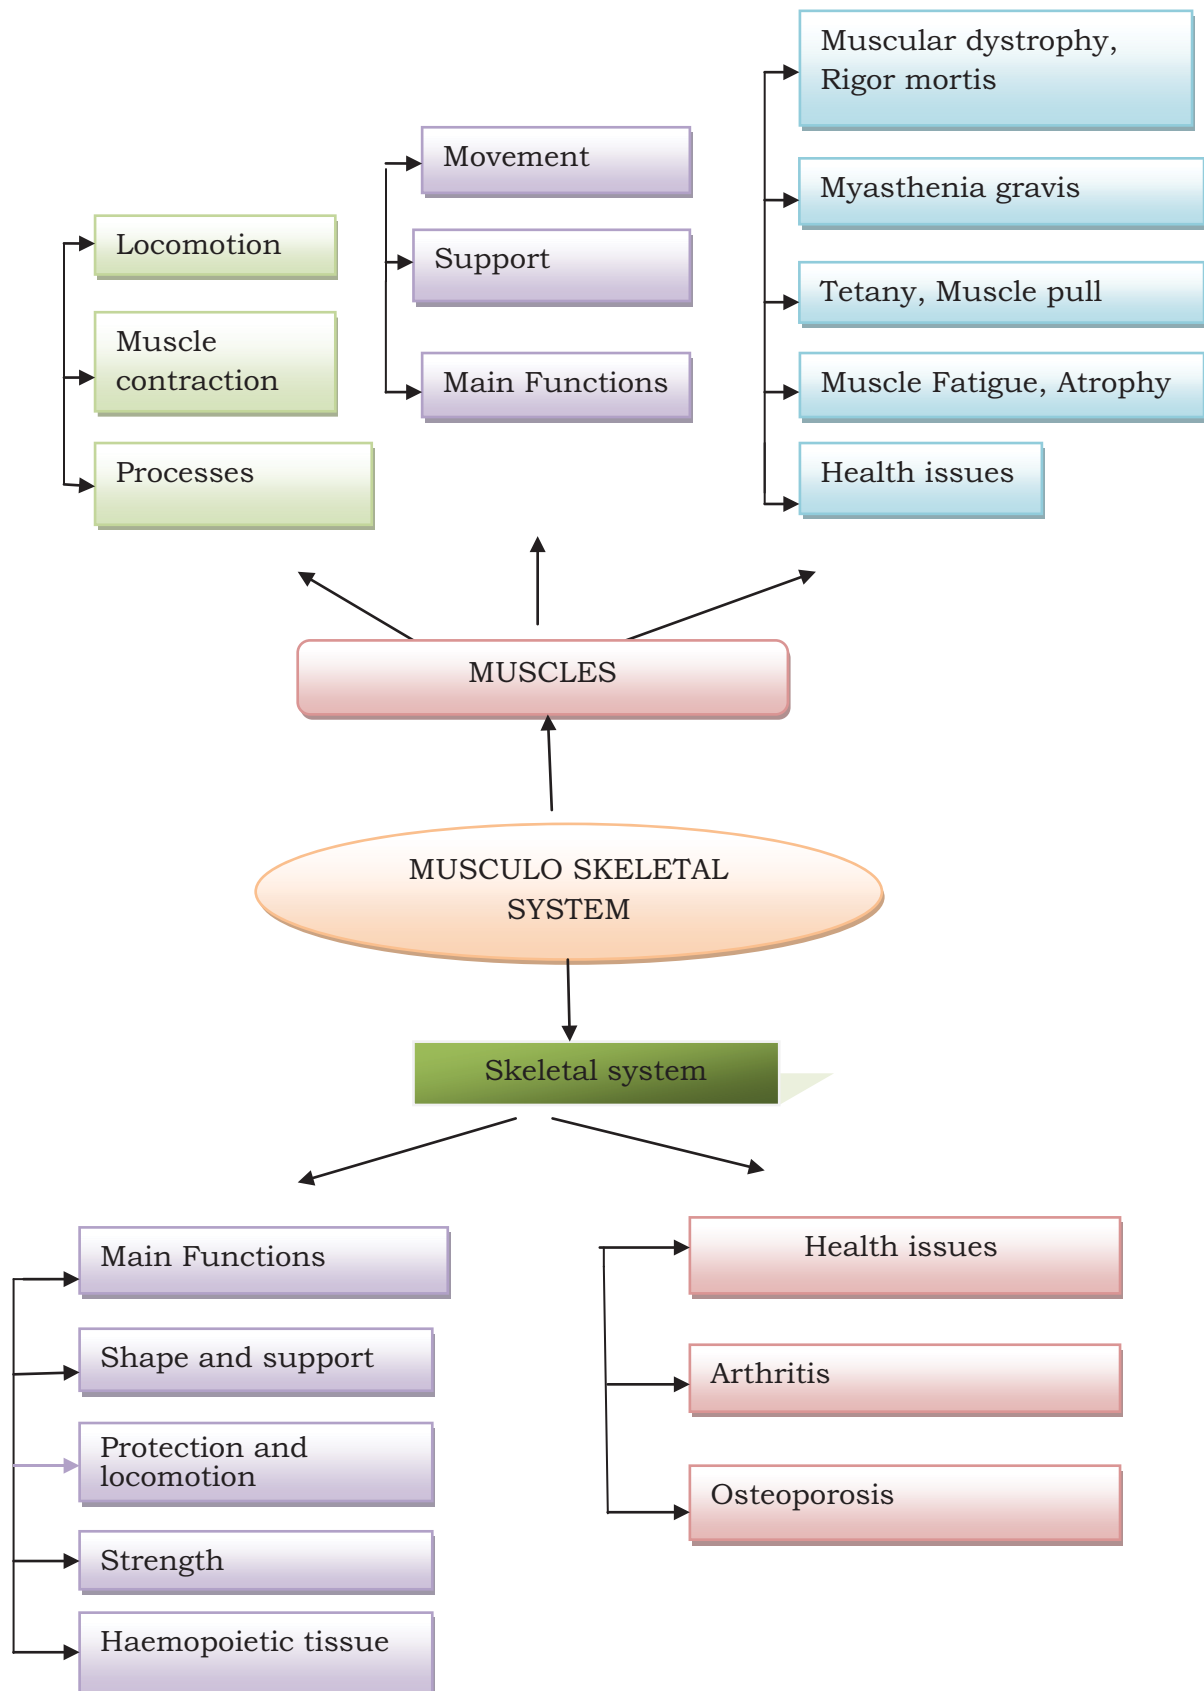 Muscular dystrophy,
Rigor mortis
Myasthenia gravis
Tetany, Muscle pull
Muscle Fatigue, Atrophy
Health issues
Movement
Support
Main Functions
Locomotion
Muscle
contraction
Processes
MUSCLES
MUSCULO SKELETAL
SYSTEM
Skeletal system
Main Functions
Shape and support
Protection and
locomotion
Strength
Haemopoietic tissue
Health issues
Arthritis
Osteoporosis